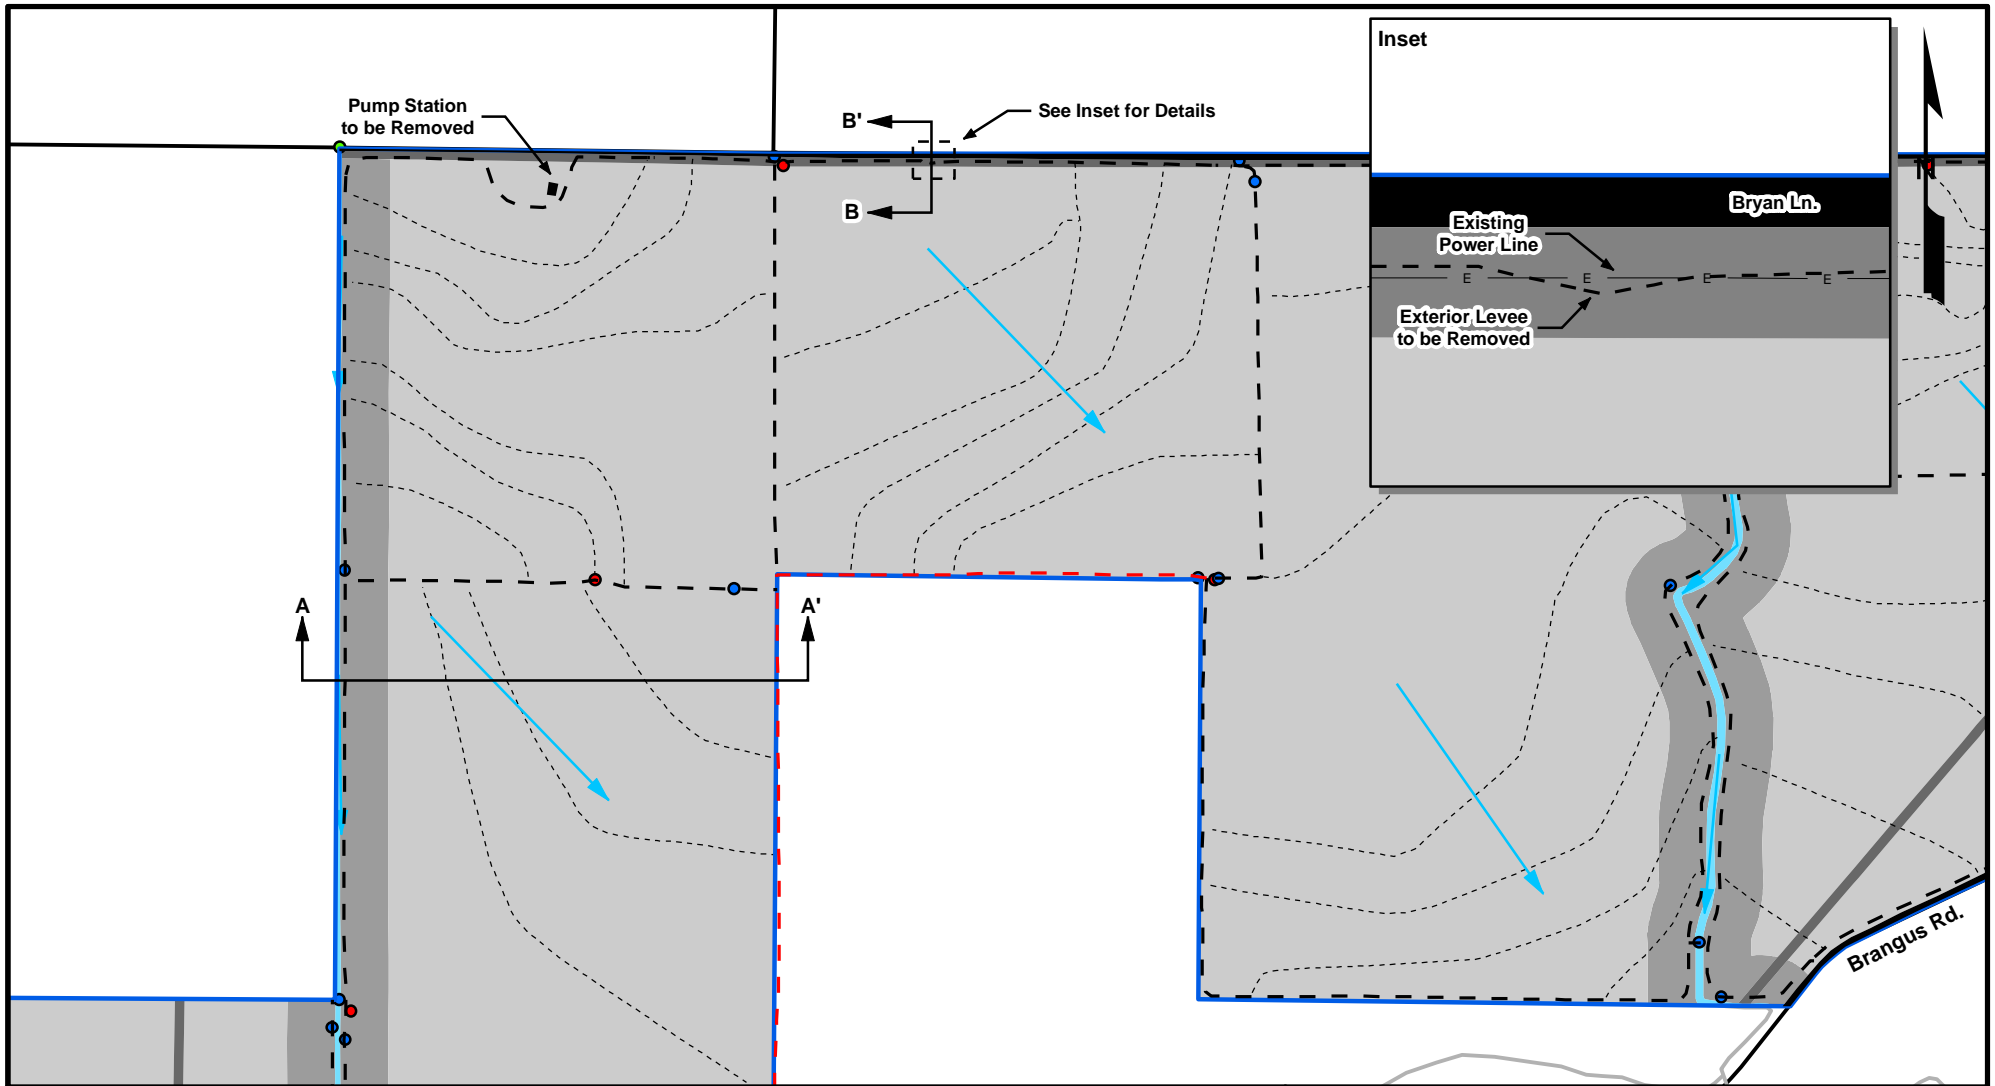 Inset
Pump Station
to be Removed
B'
See Inset for Details
B
Bryan Ln.
Existing
Power Line
E E E E
Exterior Levee
to be Removed
A
A'
Brangus Rd.